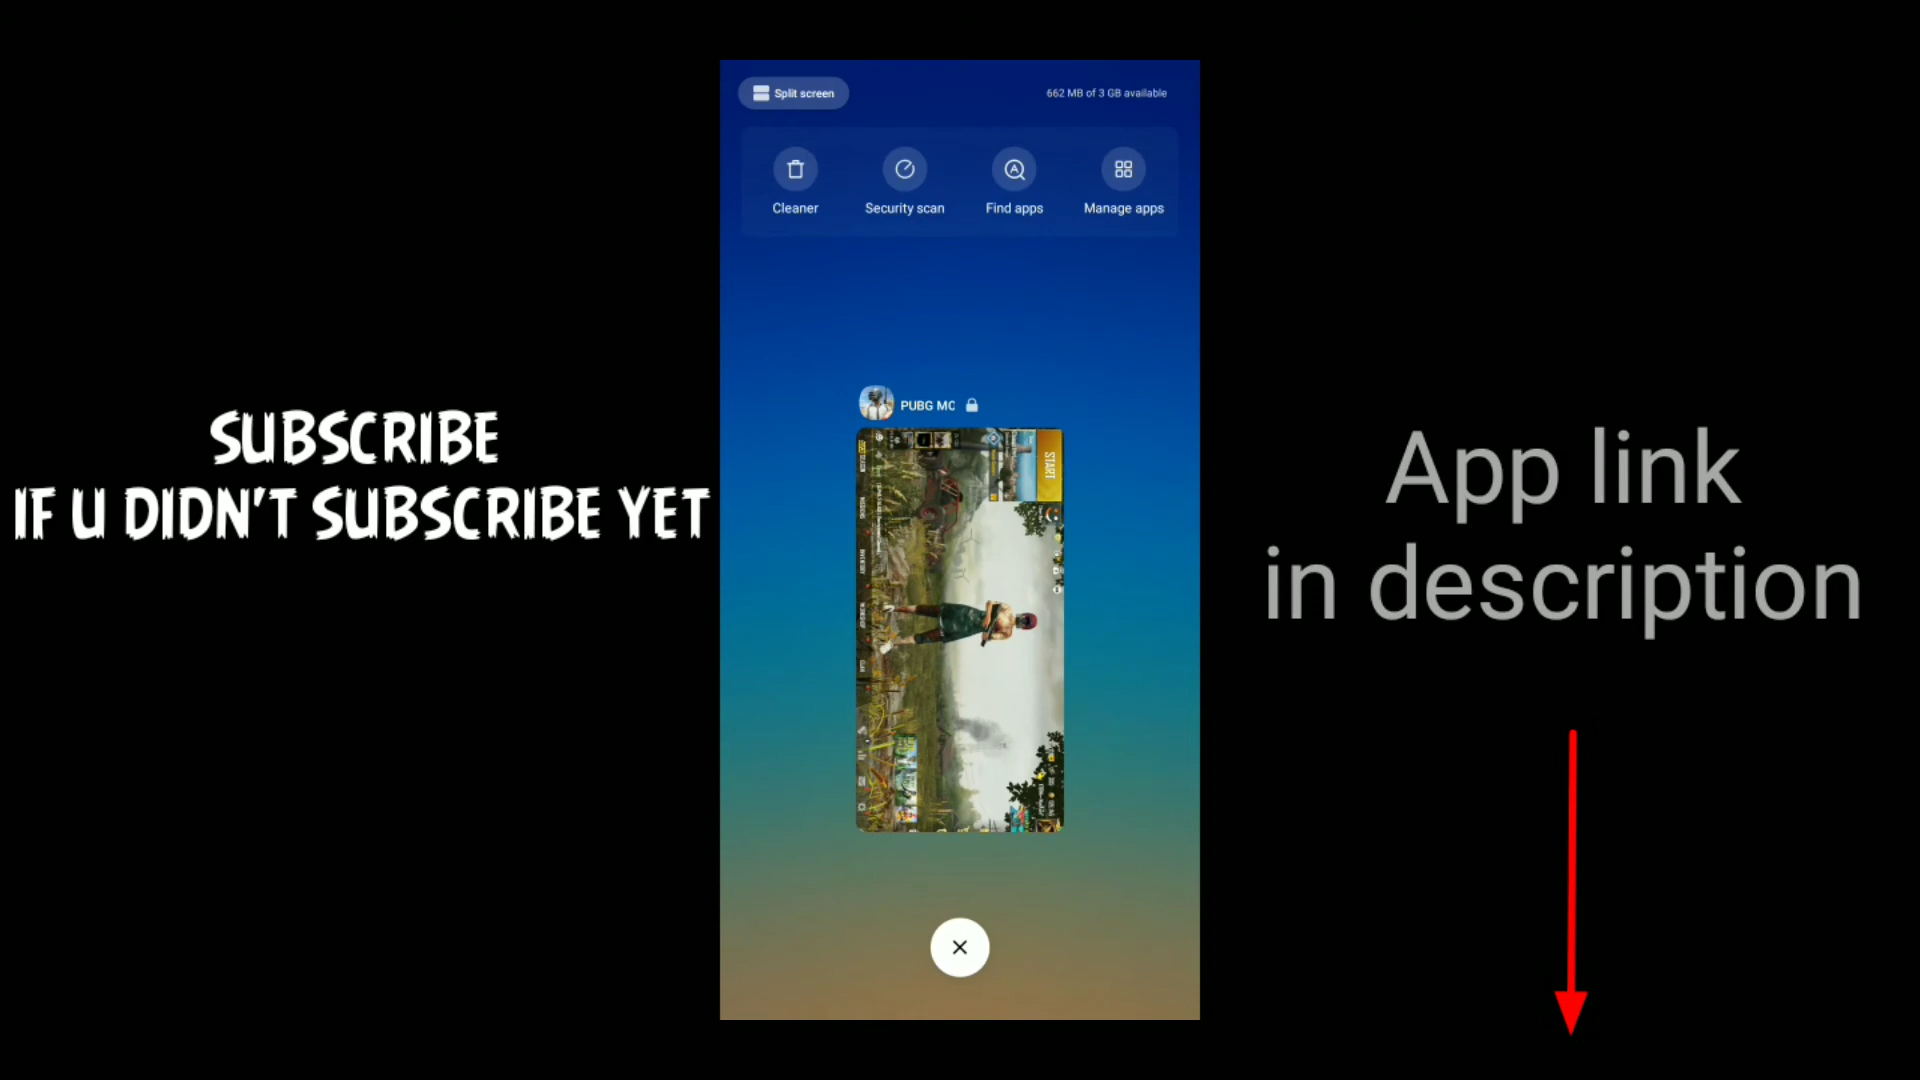 Split screen
662 MB of 3 GB available
Cleaner
Security scan
Find apps
Manage apps
PUBG MC
START
SUBSCRIBE
IF U DIDN'T SUBSCRIBE YET
App link
in description